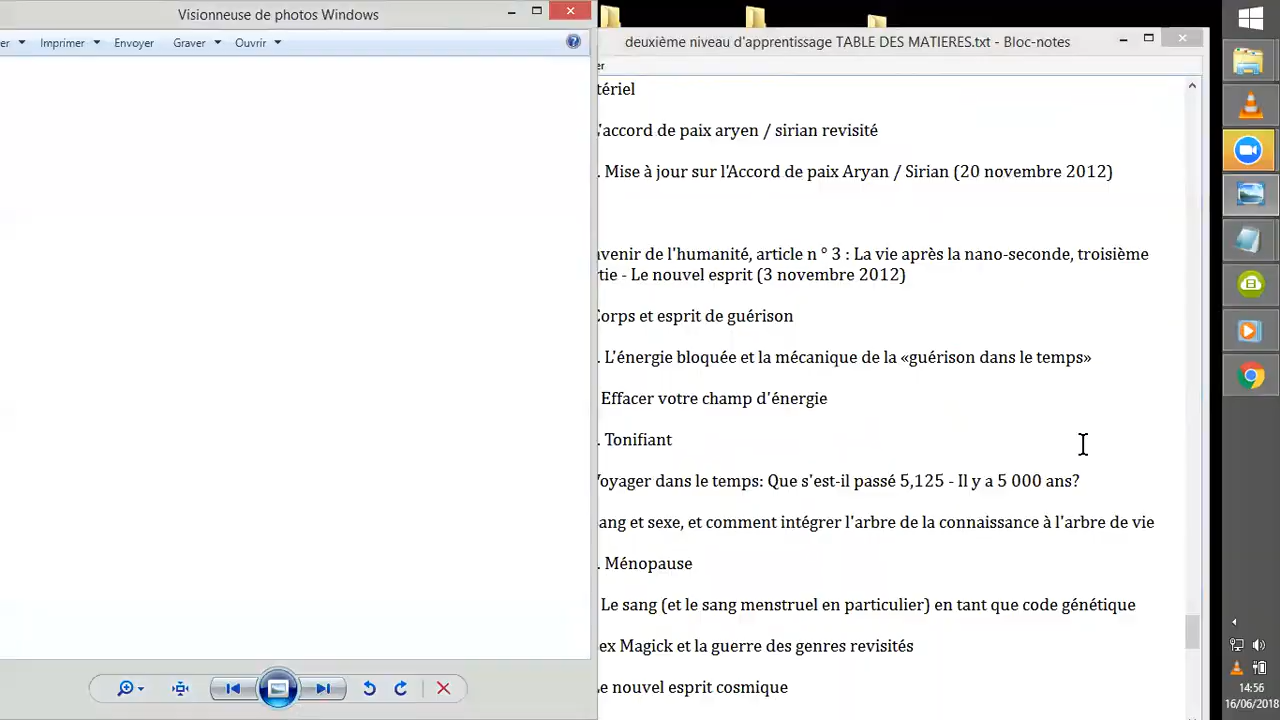 Visionneuse de photos Windows
er Imprimer Envoyer Graver Ouvrir
deuxième niveau d'apprentissage TABLE DES MATIERES.txt - Bloc-notes
er
tériel
'accord de paix aryen / sirian revisité
. Mise à jour sur l'Accord de paix Aryan / Sirian (20 novembre 2012)
venir de l'humanité, article n ° 3 : La vie après la nano-seconde, troisième
tie - Le nouvel esprit (3 novembre 2012)
Corps et esprit de guérison
. L'énergie bloquée et la mécanique de la «guérison dans le temps»
Effacer votre champ d'énergie
. Tonifiant
Voyager dans le temps: Que s'est-il passé 5,125 - Il y a 5 000 ans?
ang et sexe, et comment intégrer l'arbre de la connaissance à l'arbre de vie
. Ménopause
Le sang (et le sang menstruel en particulier) en tant que code génétique
ex Magick et la guerre des genres revisités
Le nouvel esprit cosmique
14:56
16/06/2018